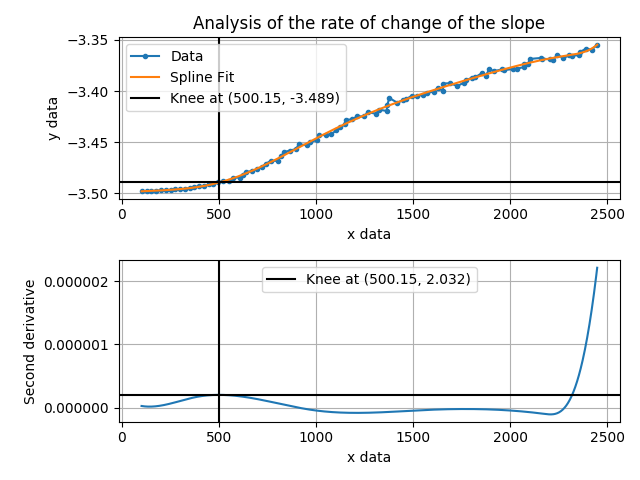 Analysis of the rate of change of the slope
−3.35
−3.40
−3.45
−3.50
y data
Data
Spline Fit
Knee at (500.15, -3.489)
0
500
1000
1500
2000
2500
x data
0.000002
0.000001
0.000000
Second derivative
Knee at (500.15, 2.032)
0
500
1000
1500
2000
2500
x data